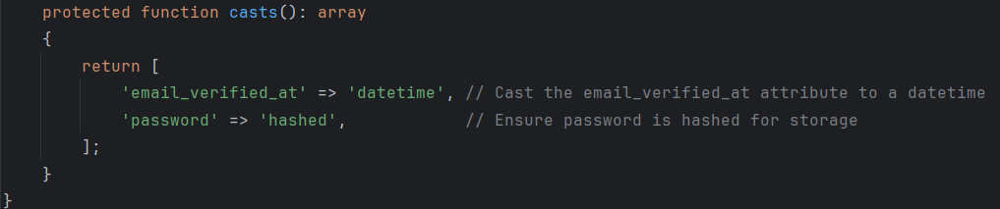 protected function casts(): array
{
return [
'email_verified_at' => 'datetime', // Cast the email_verified_at attribute to a datetime
'password' => 'hashed', // Ensure password is hashed for storage
];
}
}